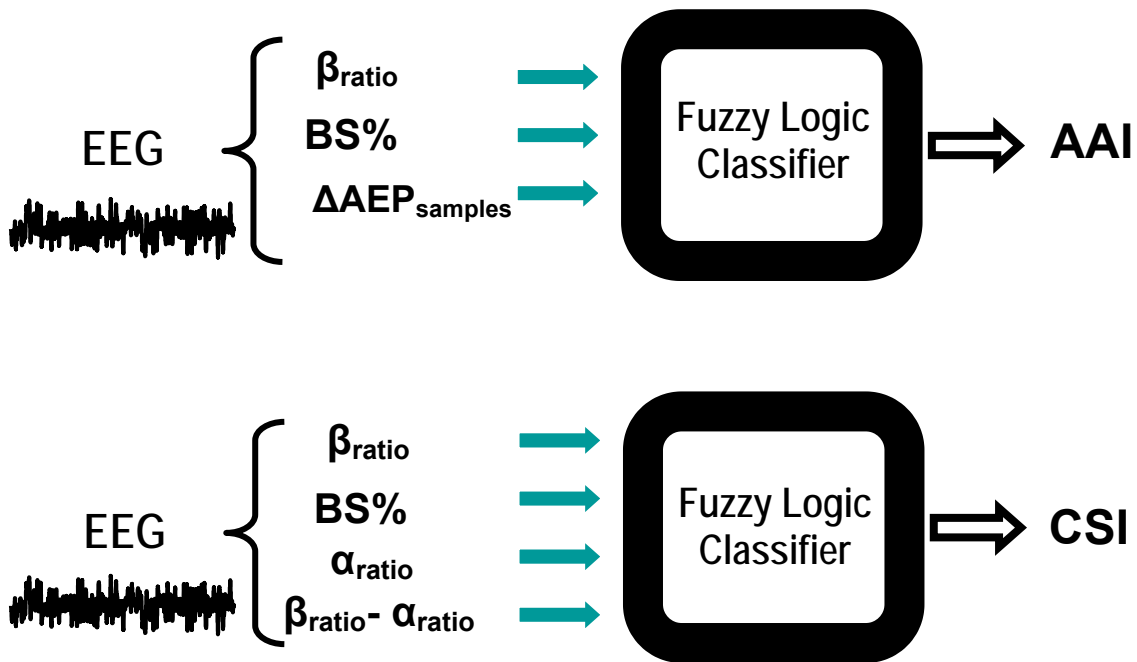 βratio
BS%
ΔAEPsamples
EEG
Fuzzy Logic
Classifier
AAI
βratio
BS%
αratio
βratio- αratio
EEG
Fuzzy Logic
Classifier
CSI